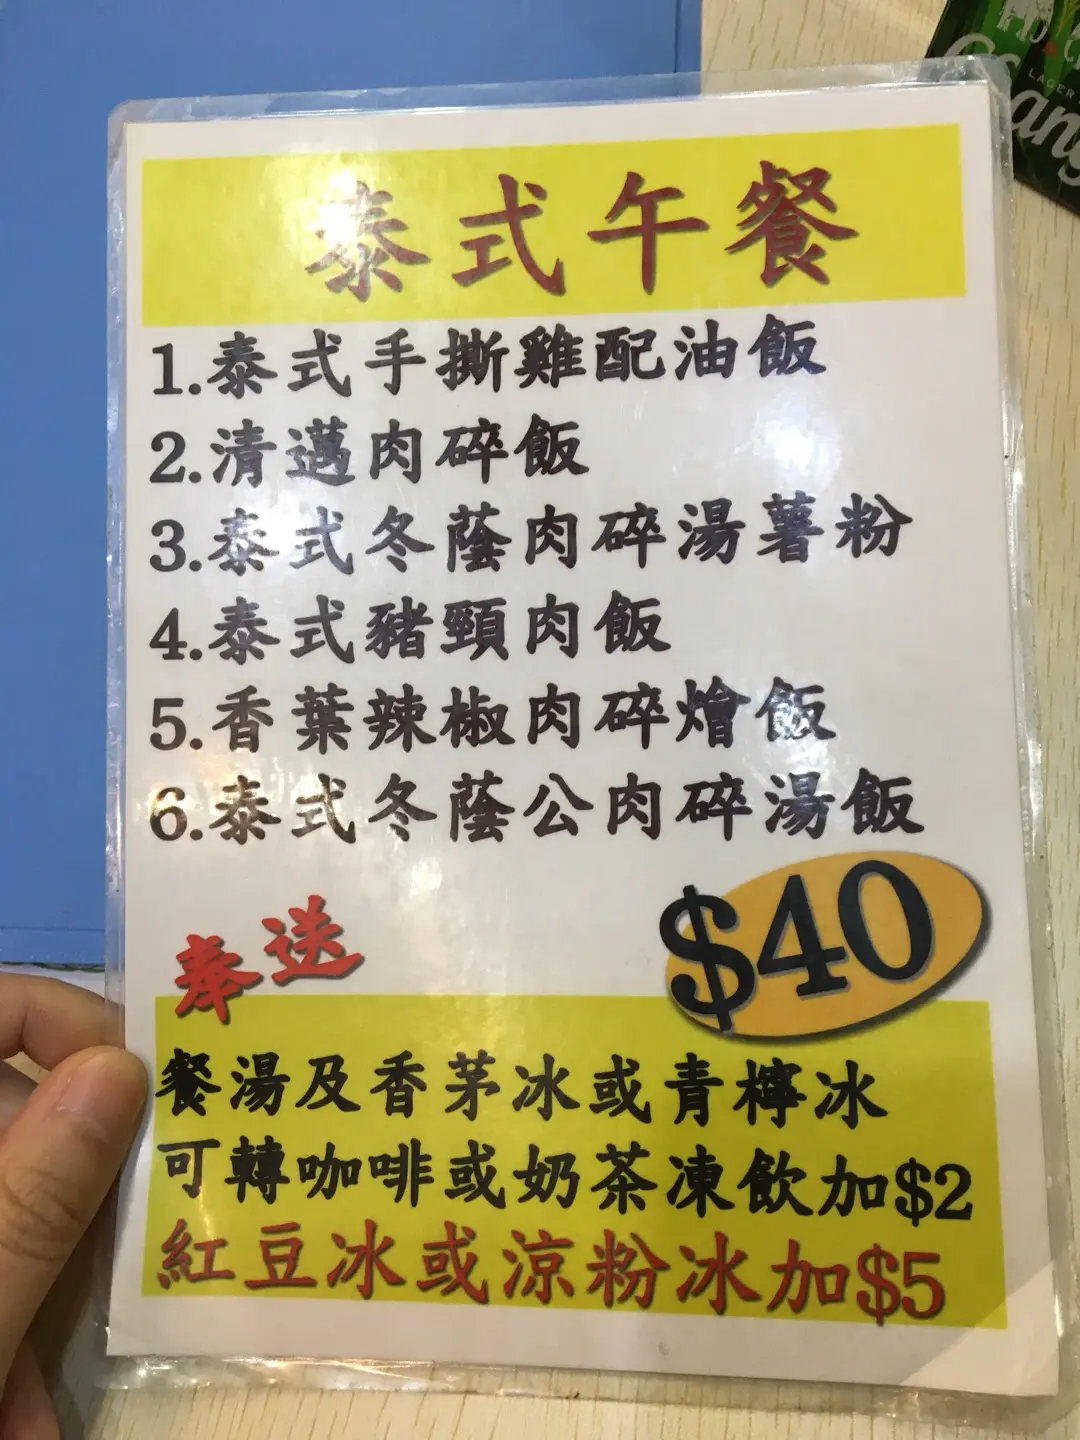 LAGER
Chang
泰式午餐
1.泰式手撕雞配油飯
2.清邁肉碎飯
3.泰式冬蔭肉碎湯薯粉
4.泰式豬頸肉飯
5.香葉辣椒肉碎燴飯
6.泰式冬蔭公肉碎湯飯
$40
奉送
餐湯及香茅冰或青檸冰
可轉咖啡或奶茶凍飲加$2
紅豆冰或涼粉冰加$5